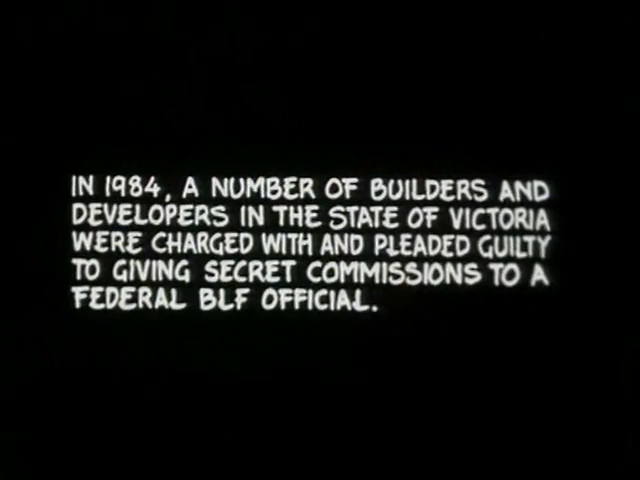 IN 1984, A NUMBER OF BUILDERS AND
DEVELOPERS IN THE STATE OF VICTORIA
WERE CHARGED WITH AND PLEADED GUILTY
TO GIVING SECRET COMMISSIONS TO A
FEDERAL BLF OFFICIAL.